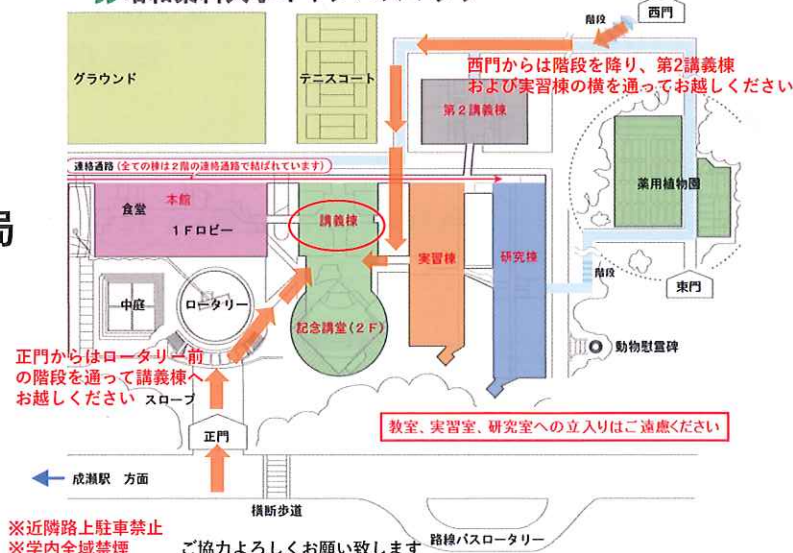 階段
西門
西門からは階段を降り、第2講義棟
および実習棟の横を通ってお越しください
グラウンド
テニスコート
第２講義棟
連絡通路(全ての棟は２階の連絡通路で結ばれています)
薬用植物園
本館
食堂
１Ｆロビー
講義棟
実習棟
研究棟
局
階段
東門
中庭
ロータリー
記念講堂(２Ｆ)
動物慰霊碑
正門からはロータリー前
の階段を通って講義棟へ
お越しください
スロープ
教室、実習室、研究室への立入りはご遠慮ください
正門
成瀬駅 方面
横断歩道
路線バスロータリー
※近隣路上駐車禁止
※学内全域禁煙
ご協力よろしくお願い致します